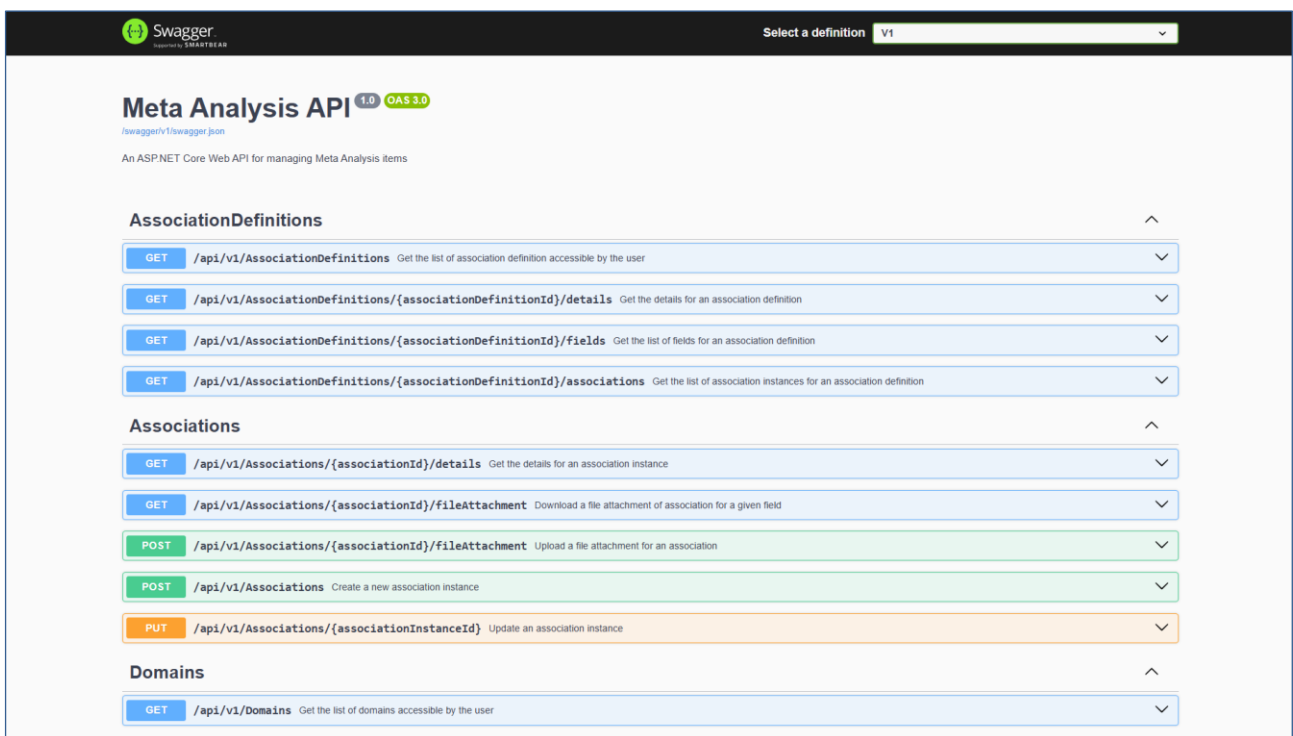 Swagger.
Supported by SMARTBEAR
Select a definition V1
Meta Analysis API 1.0 OAS 3.0
/swagger/v1/swagger.json
An ASP.NET Core Web API for managing Meta Analysis items
AssociationDefinitions
GET /api/v1/AssociationDefinitions Get the list of association definition accessible by the user
GET /api/v1/AssociationDefinitions/{associationDefinitionId}/details Get the details for an association definition
GET /api/v1/AssociationDefinitions/{associationDefinitionId}/fields Get the list of fields for an association definition
GET /api/v1/AssociationDefinitions/{associationDefinitionId}/associations Get the list of association instances for an association definition
Associations
GET /api/v1/Associations/{associationId}/details Get the details for an association instance
GET /api/v1/Associations/{associationId}/fileAttachment Download a file attachment of association for a given field
POST /api/v1/Associations/{associationId}/fileAttachment Upload a file attachment for an association
POST /api/v1/Associations Create a new association instance
PUT /api/v1/Associations/{associationInstanceId} Update an association instance
Domains
GET /api/v1/Domains Get the list of domains accessible by the user